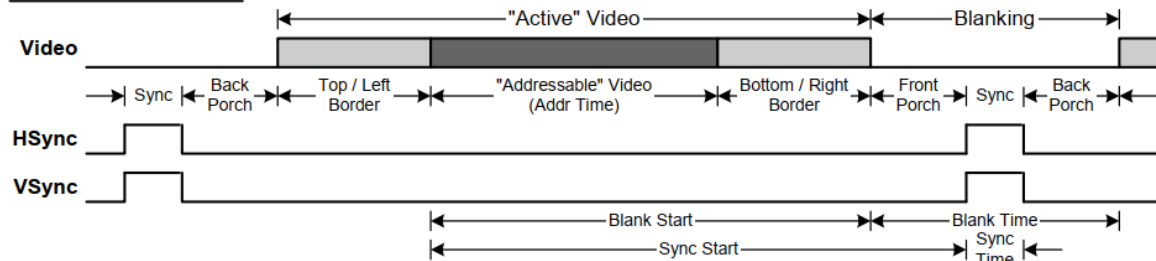 "Active" Video
Blanking
Video
Sync
Back Porch
Top / Left Border
"Addressable" Video
(Addr Time)
Bottom / Right Border
Front Porch
Sync
Back Porch
HSync
VSync
Blank Start
Blank Time
Sync Start
Sync Time